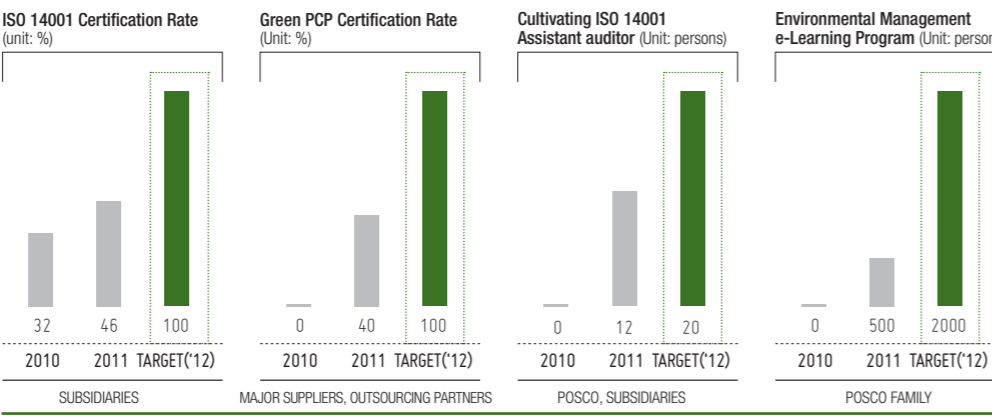 ISO 14001 Certification Rate
(unit: %)
32 46 100
2010 2011 TARGET('12)
SUBSIDIARIES
Green PCP Certification Rate
(Unit: %)
0 40 100
2010 2011 TARGET('12)
MAJOR SUPPLIERS, OUTSOURCING PARTNERS
Cultivating ISO 14001
Assistant auditor (Unit: persons)
0 12 20
2010 2011 TARGET('12)
POSCO, SUBSIDIARIES
Environmental Management
e-Learning Program (Unit: person
0 500 2000
2010 2011 TARGET('12)
POSCO FAMILY